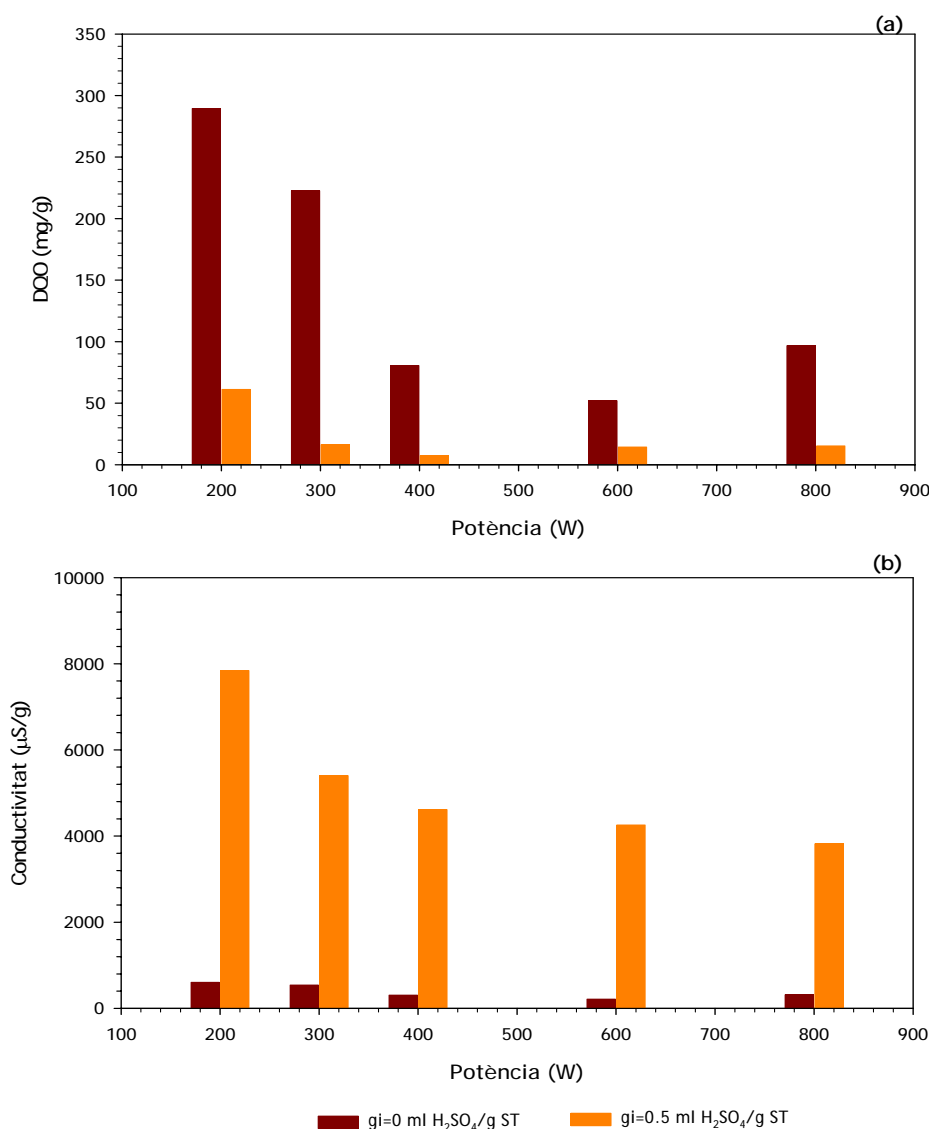 (a)
350
300
250
200
150
100
50
0
DQO (mg/g)
100 200 300 400 500 600 700 800 900
Potència (W)
(b)
10000
8000
6000
4000
2000
0
Conductivitat (µS/g)
100 200 300 400 500 600 700 800 900
Potència (W)
gi=0 ml H₂SO₄/g ST gi=0.5 ml H₂SO₄/g ST